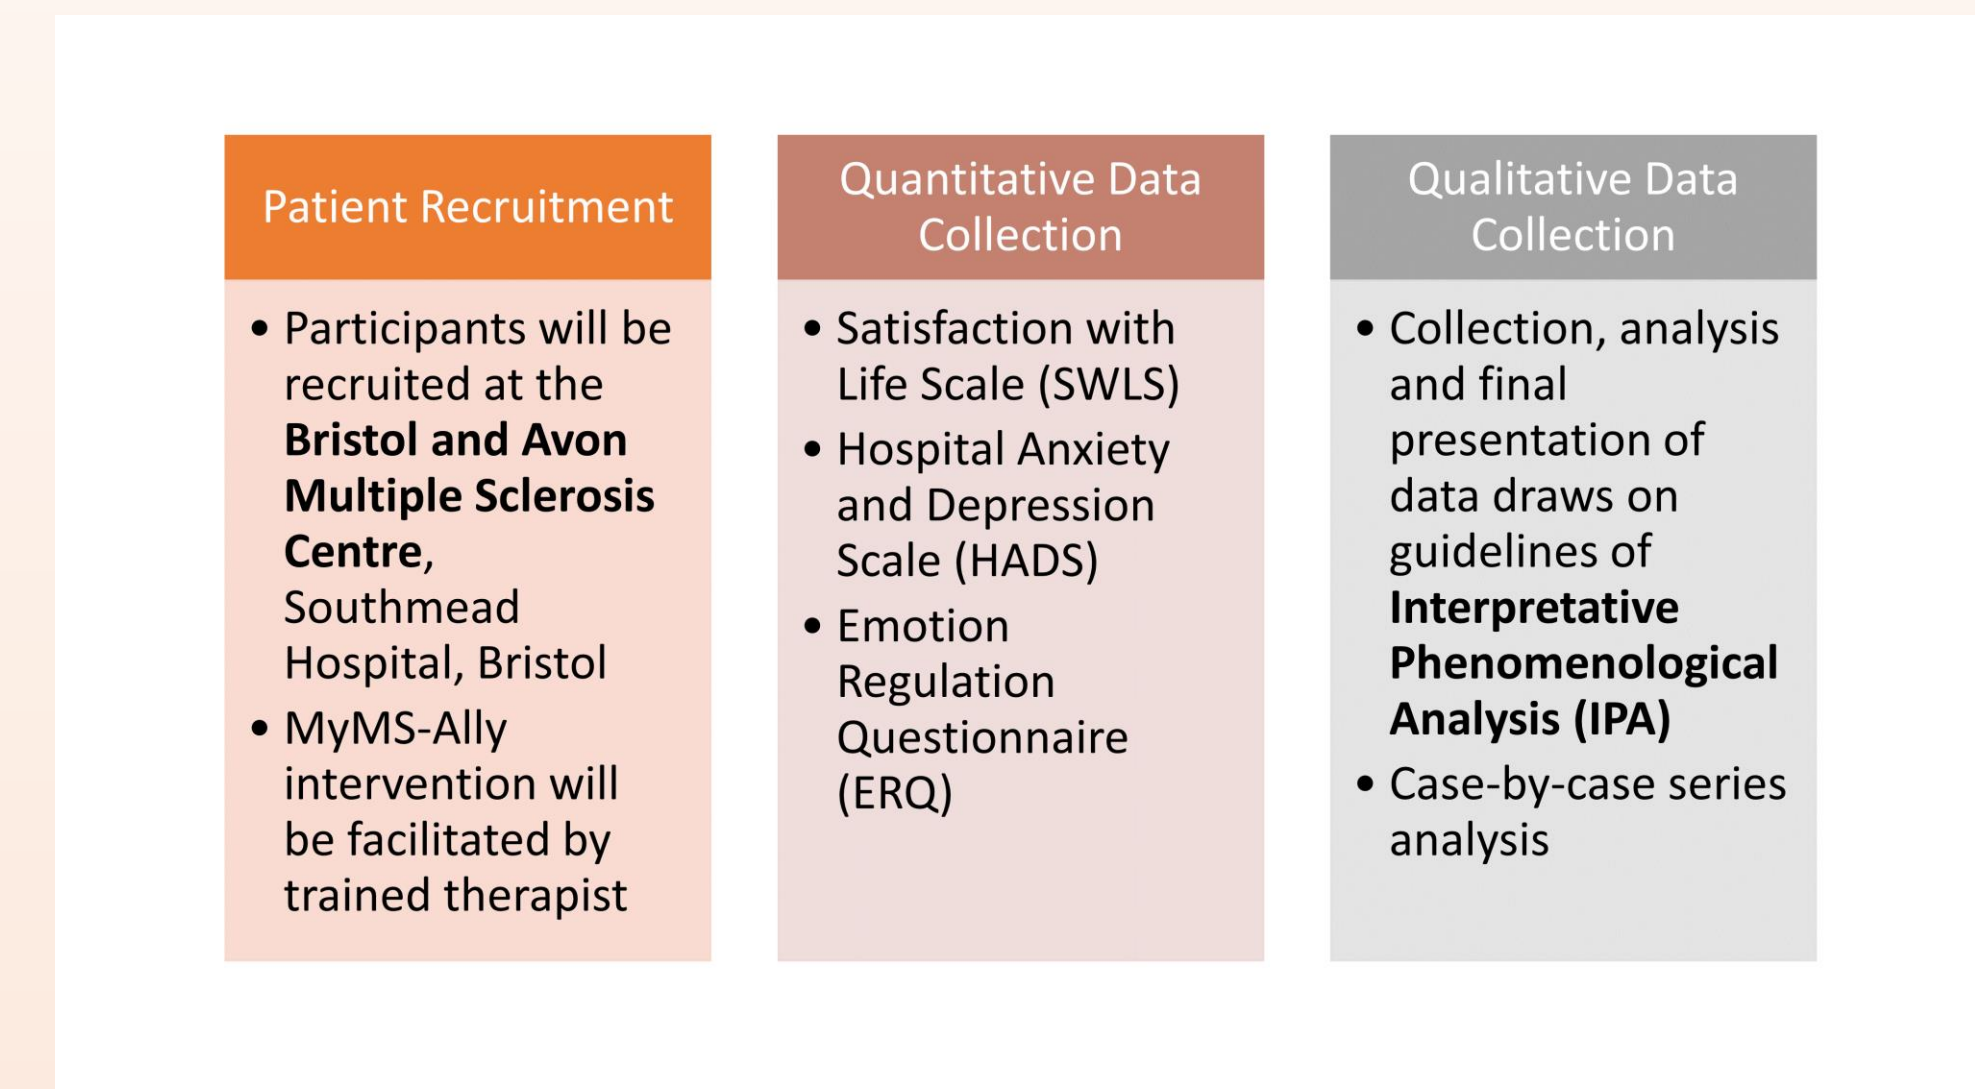 Patient Recruitment
• Participants will be
recruited at the
Bristol and Avon
Multiple Sclerosis
Centre,
Southmead
Hospital, Bristol
• MyMS-Ally
intervention will
be facilitated by
trained therapist
Quantitative Data
Collection
• Satisfaction with
Life Scale (SWLS)
• Hospital Anxiety
and Depression
Scale (HADS)
• Emotion
Regulation
Questionnaire
(ERQ)
Qualitative Data
Collection
• Collection, analysis
and final
presentation of
data draws on
guidelines of
Interpretative
Phenomenological
Analysis (IPA)
• Case-by-case series
analysis